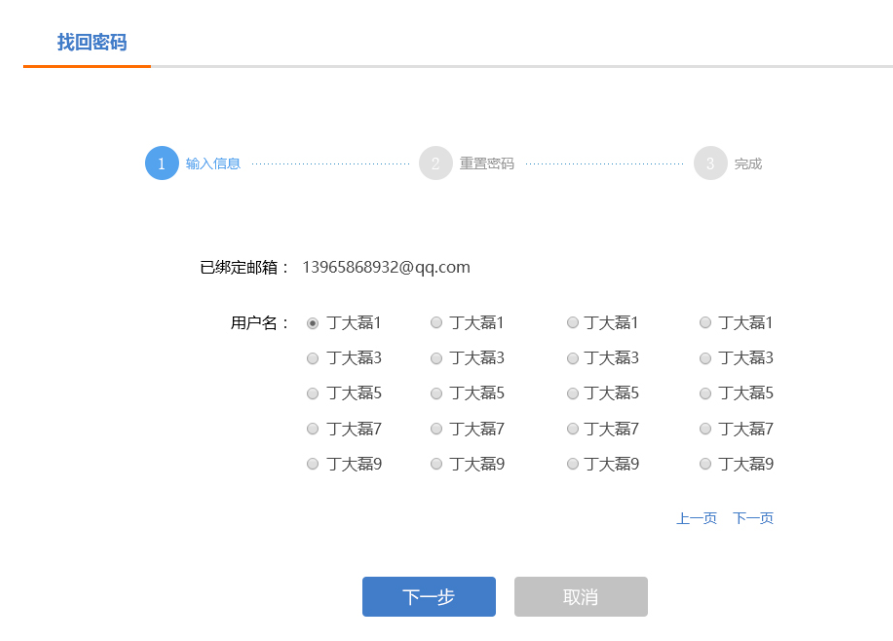 找回密码
1 输入信息 2 重置密码 3 完成
已绑定邮箱： 13965868932@qq.com
用户名： 丁大磊1 丁大磊1 丁大磊1 丁大磊1
丁大磊3 丁大磊3 丁大磊3 丁大磊3
丁大磊5 丁大磊5 丁大磊5 丁大磊5
丁大磊7 丁大磊7 丁大磊7 丁大磊7
丁大磊9 丁大磊9 丁大磊9 丁大磊9
上一页 下一页
下一步 取消